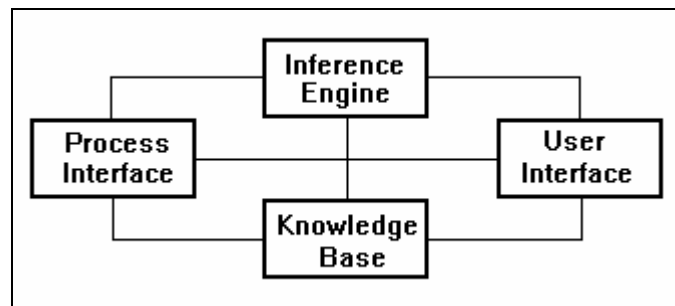 Inference
Engine
Process
Interface
User
Interface
Knowledge
Base